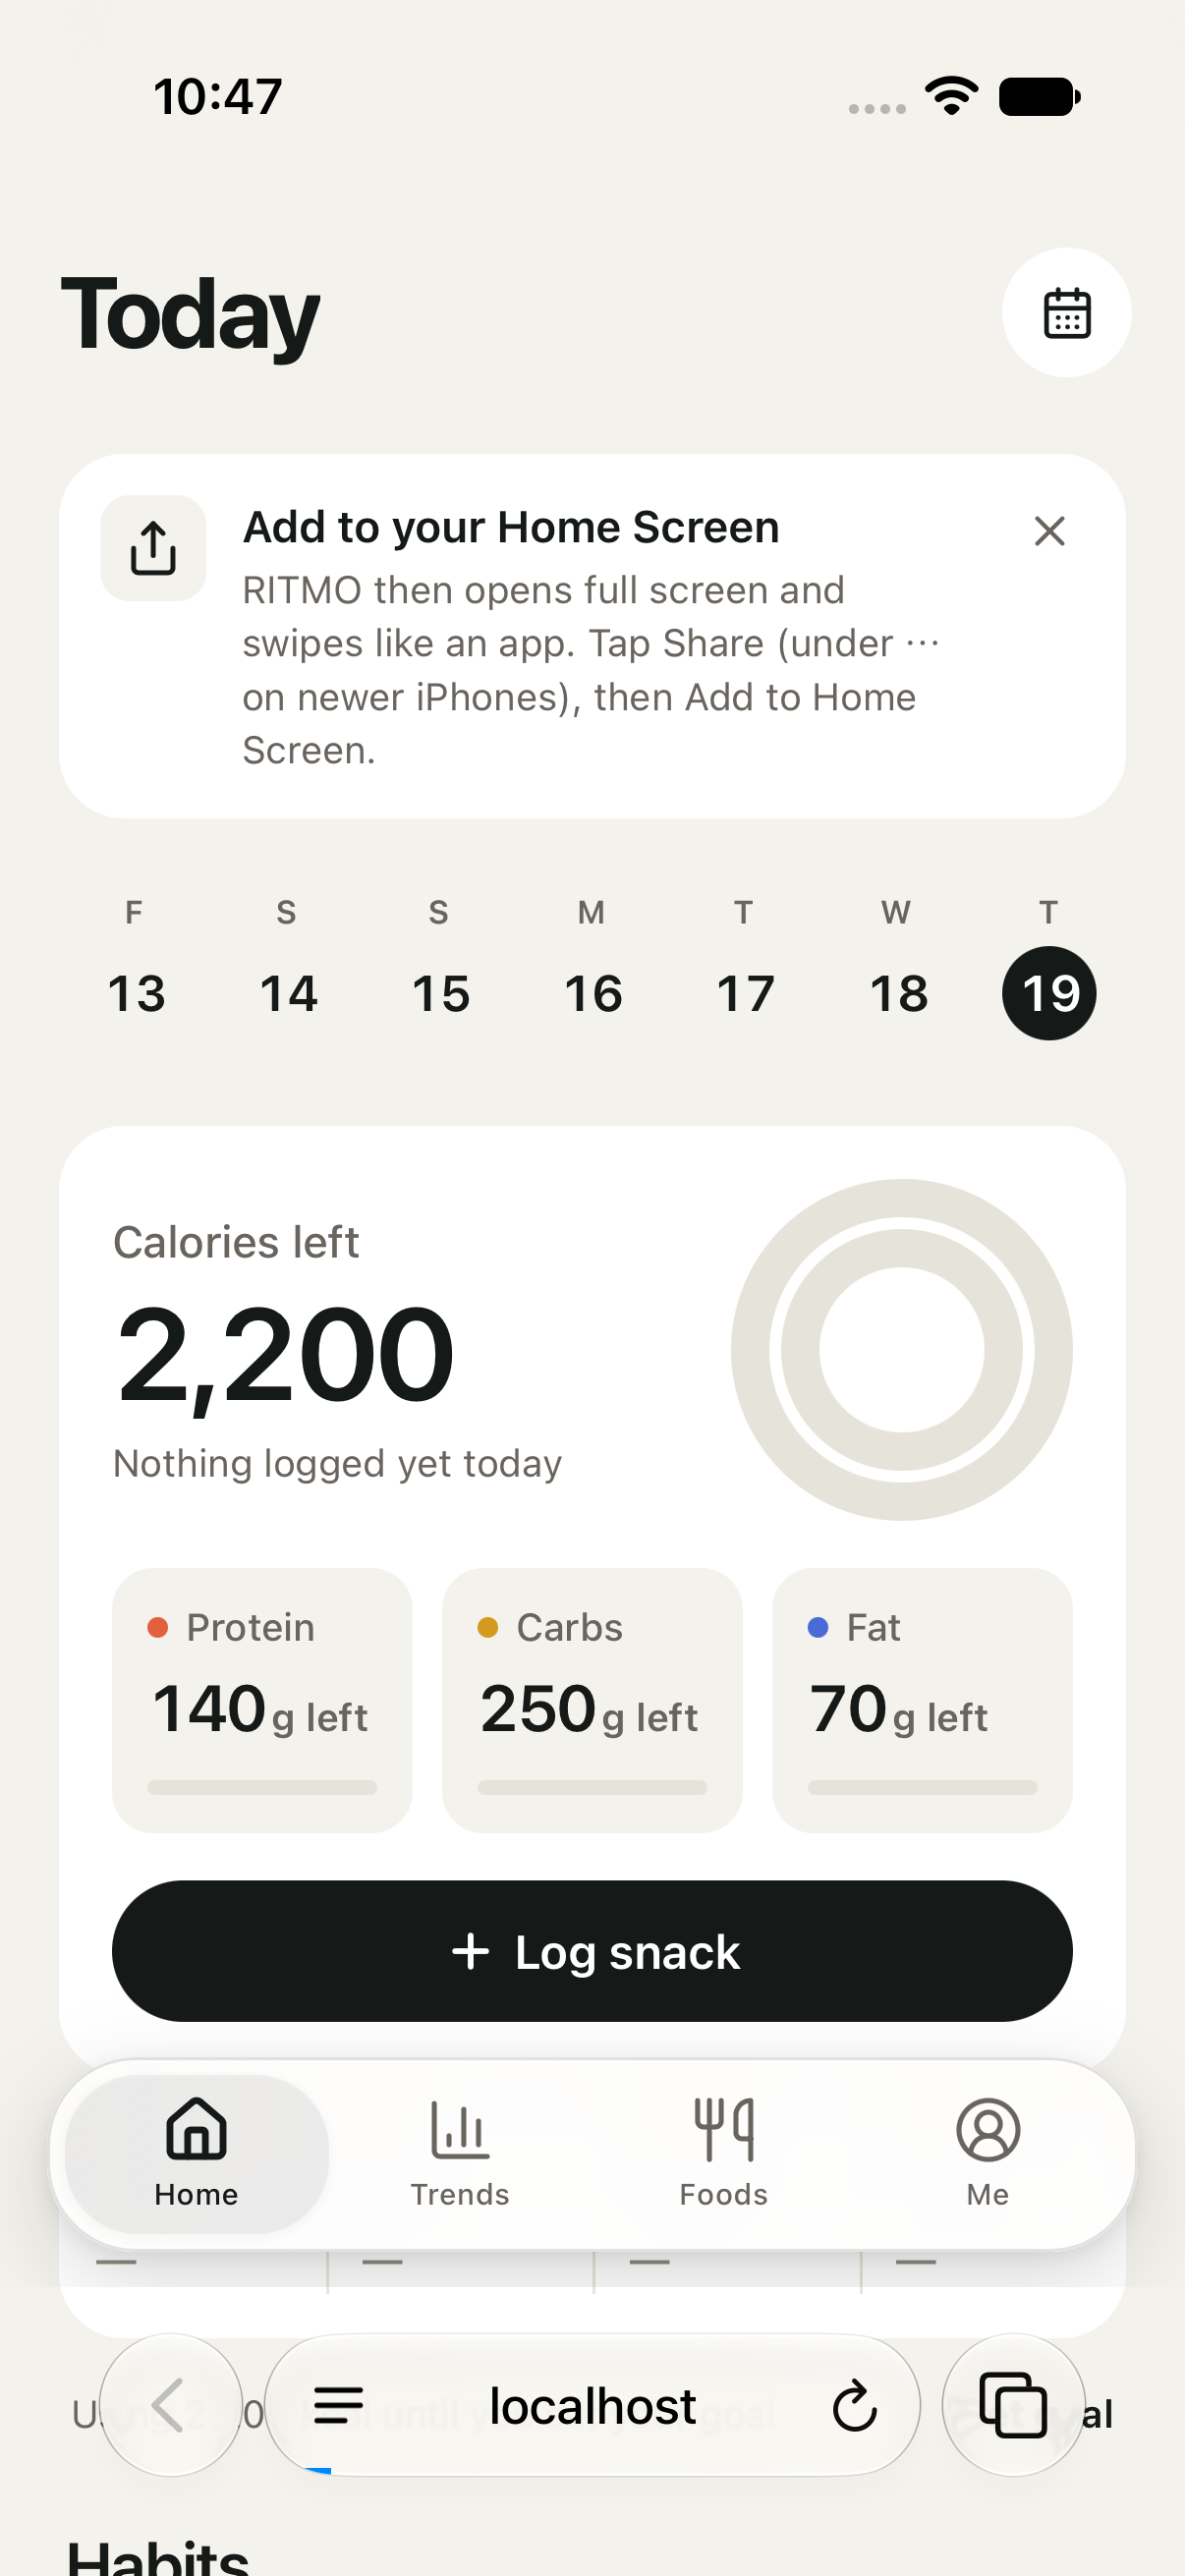 10:47
Today
Add to your Home Screen
RITMO then opens full screen and
swipes like an app. Tap Share (under ···
on newer iPhones), then Add to Home
Screen.
F S S M T W T
13 14 15 16 17 18 19
Calories left
2,200
Nothing logged yet today
Protein Carbs Fat
140 g left 250 g left 70 g left
+ Log snack
Home Trends Foods Me
— — — —
until goal
localhost
Habits